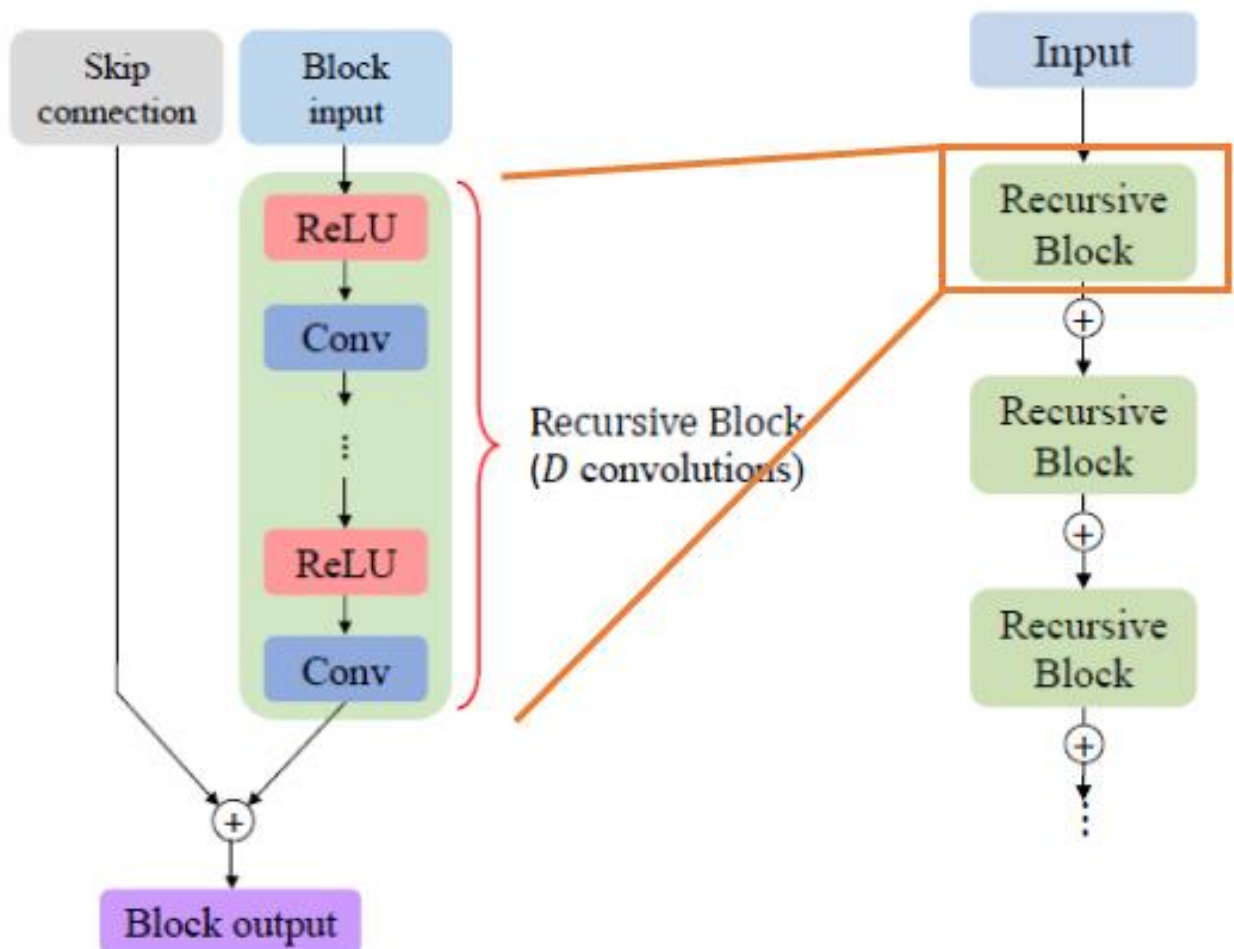 Skip
connection
Block
input
ReLU
Conv
⋮
ReLU
Conv
+
Block output
Recursive Block
(D convolutions)
Input
Recursive
Block
+
Recursive
Block
+
Recursive
Block
+
⋮